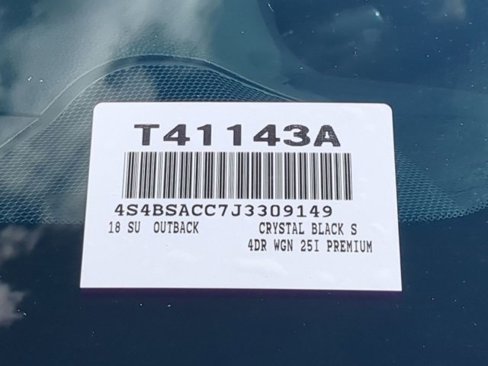 T41143A
4S4BSACC7J3309149
18 SU OUTBACK CRYSTAL BLACK S
4DR WGN 25I PREMIUM